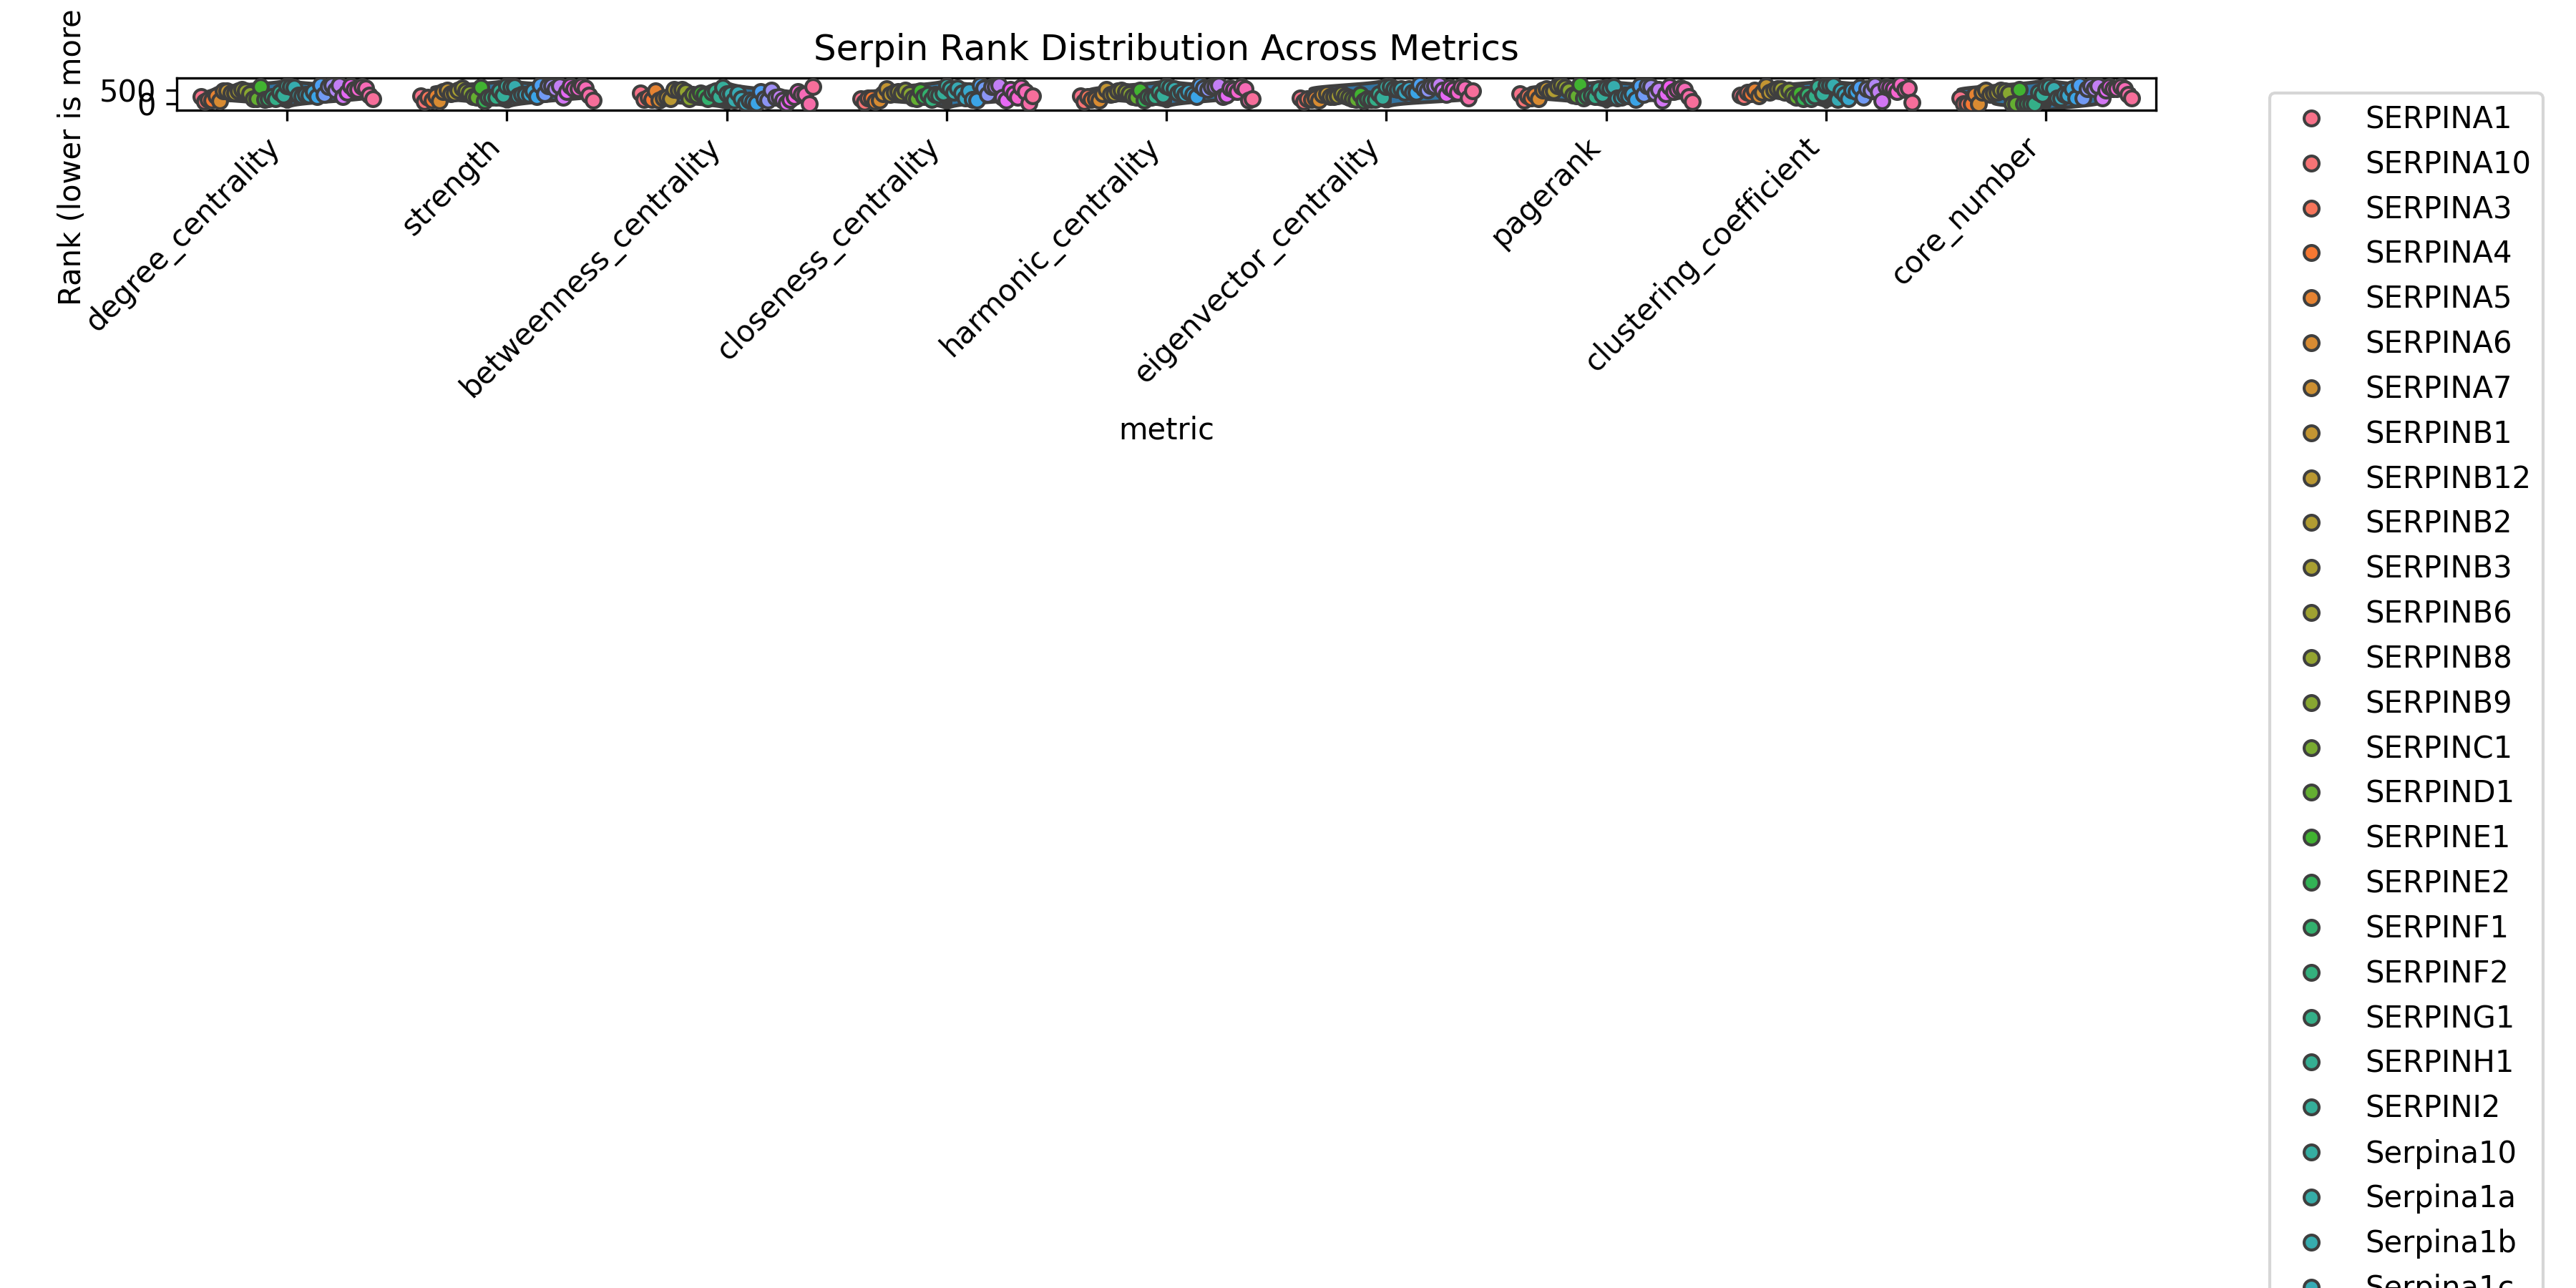 Serpin Rank Distribution Across Metrics
Rank (lower is more
500
0
degree_centrality
strength
betweenness_centrality
closeness_centrality
harmonic_centrality
eigenvector_centrality
pagerank
clustering_coefficient
core_number
metric
SERPINA1
SERPINA10
SERPINA3
SERPINA4
SERPINA5
SERPINA6
SERPINA7
SERPINB1
SERPINB12
SERPINB2
SERPINB3
SERPINB6
SERPINB8
SERPINB9
SERPINC1
SERPIND1
SERPINE1
SERPINE2
SERPINF1
SERPINF2
SERPING1
SERPINH1
SERPINI2
Serpina10
Serpina1a
Serpina1b
Serpina1c